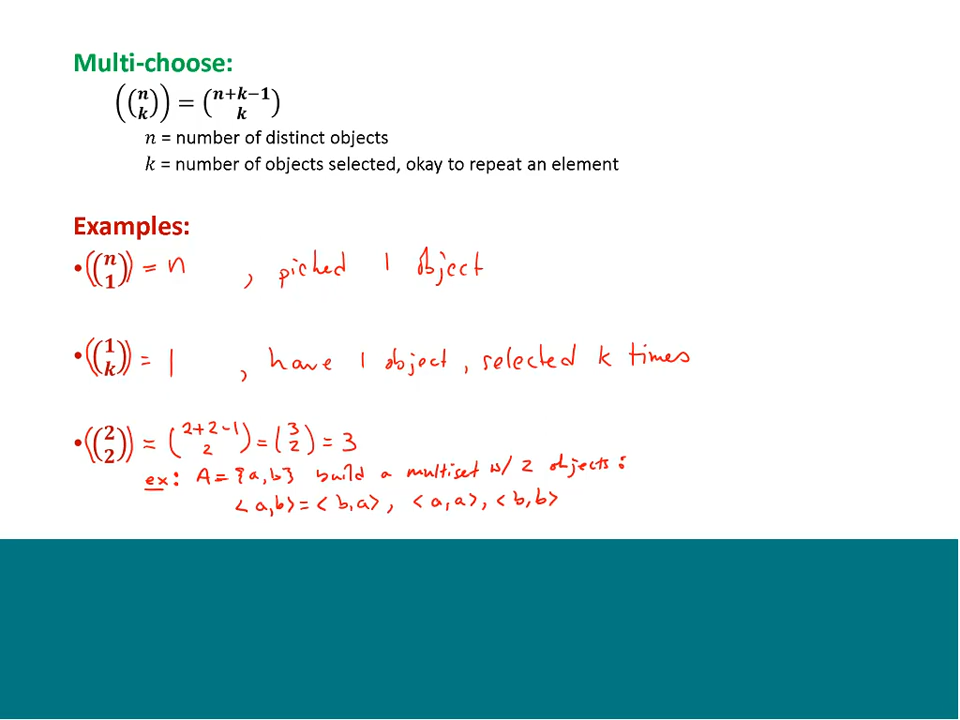 Multi-choose:
((n k)) = (n+k−1 k)
n = number of distinct objects
k = number of objects selected, okay to repeat an element
Examples:
• ((n 1)) = n , picked 1 object
• ((1 k)) = 1 , have 1 object, selected k times
• ((2 2)) = (2+2-1 2) = (3 2) = 3
ex: A = {a,b} build a multiset w/ 2 objects:
<a,b> = <b,a>, <a,a>, <b,b>